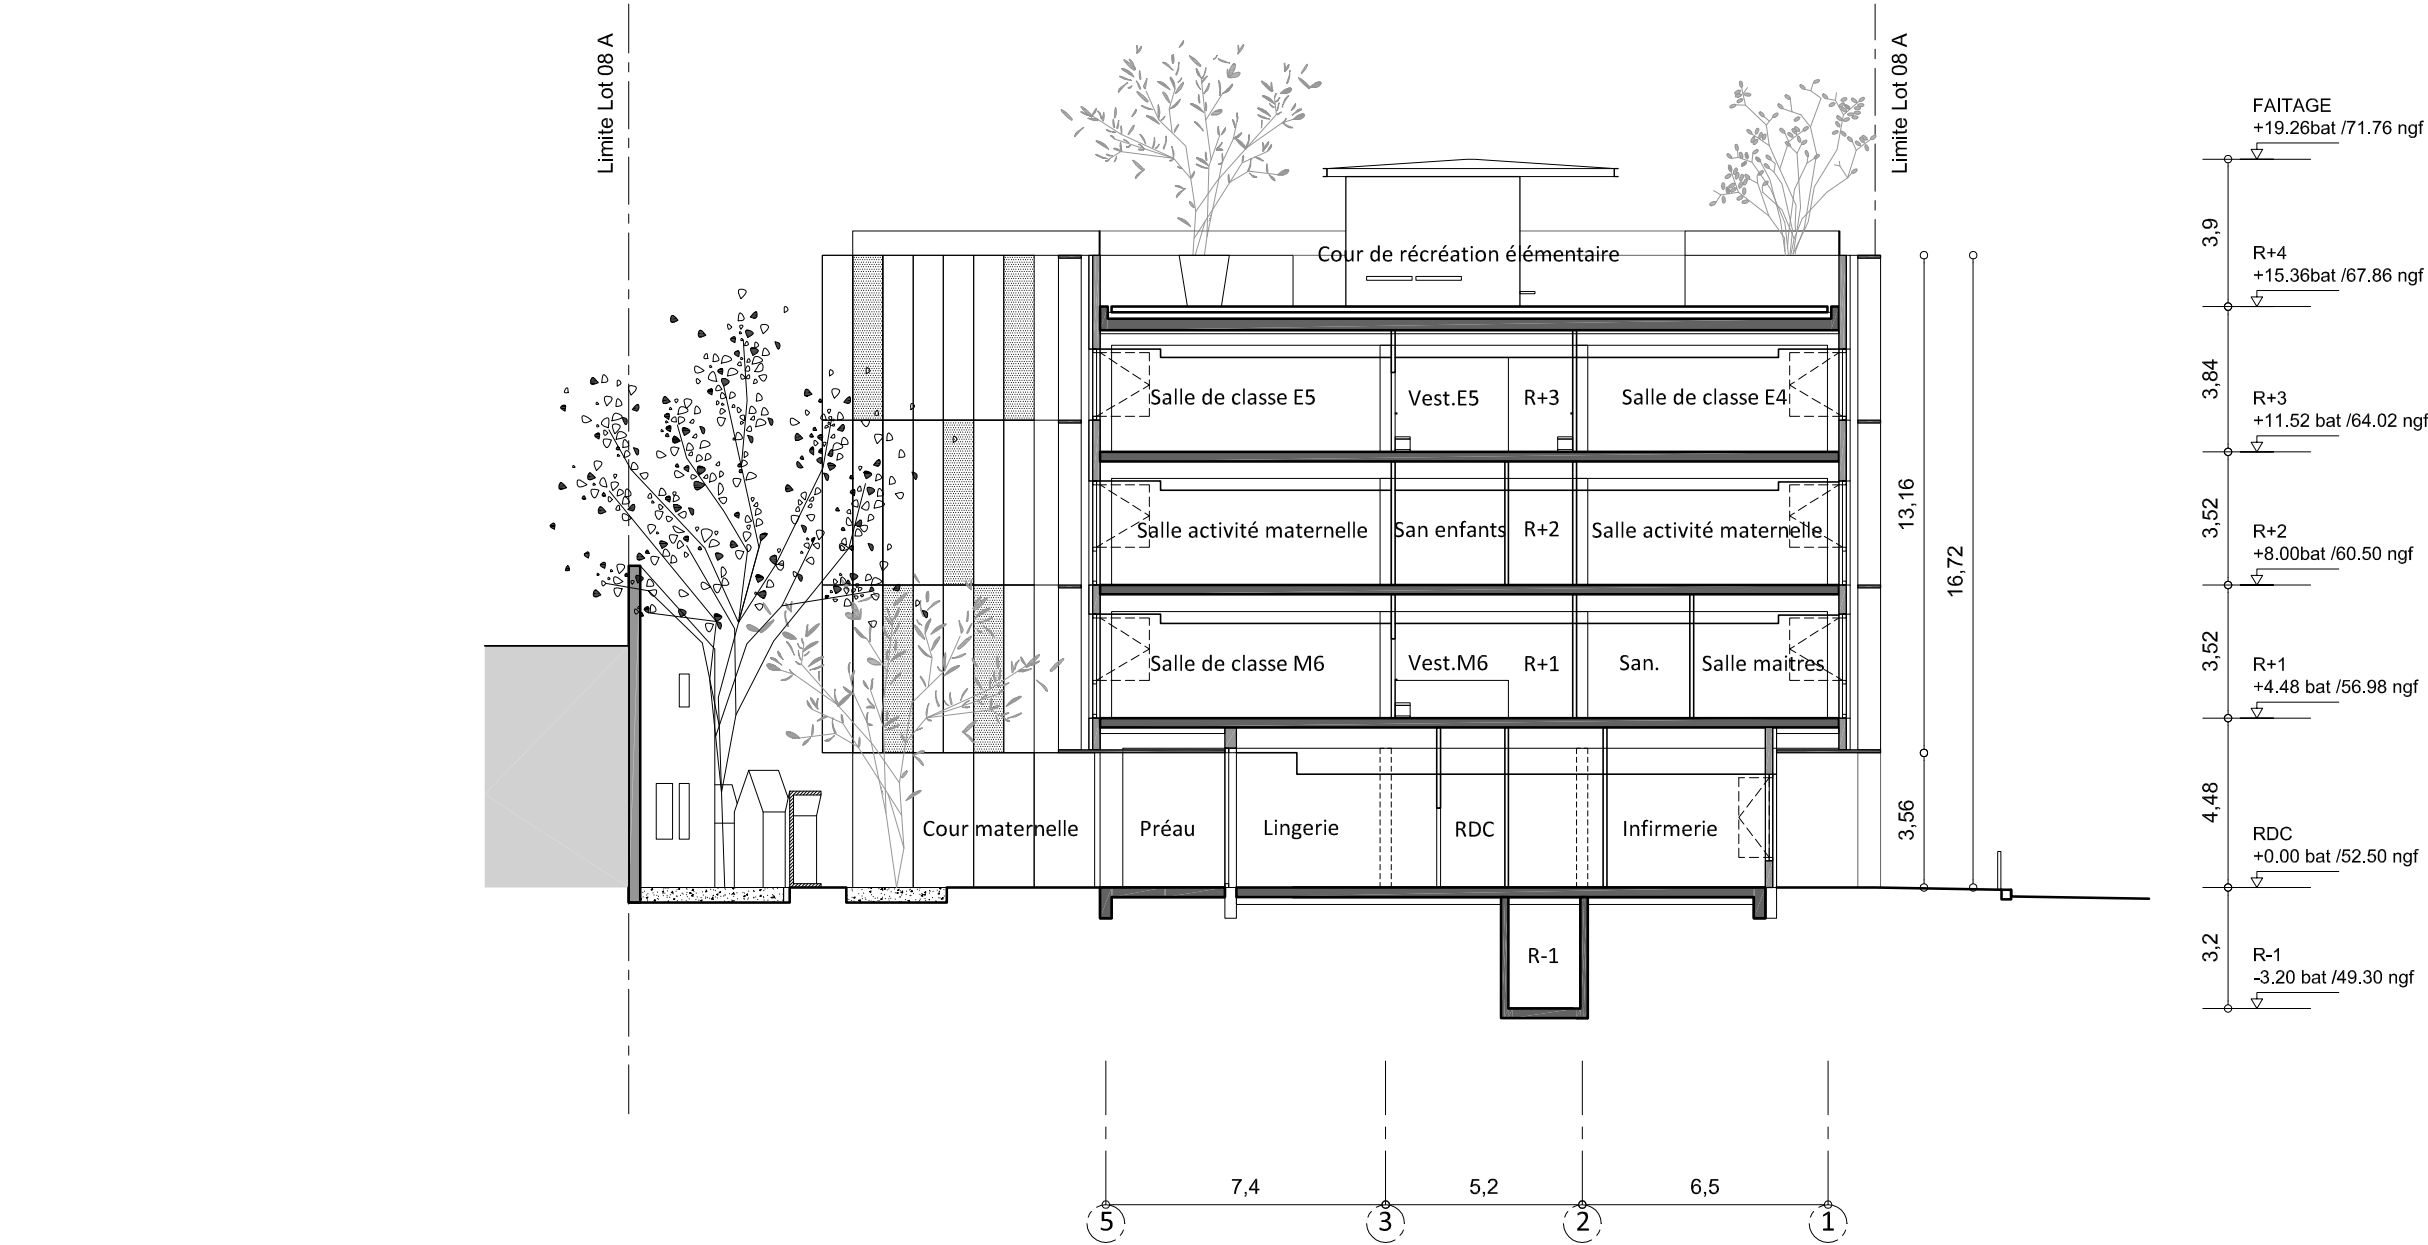 Limite Lot 08 A
Limite Lot 08 A
FAITAGE
+19.26bat /71.76 ngf
3,9
R+4
+15.36bat /67.86 ngf
Cour de récréation élémentaire
3,84
R+3
+11.52 bat /64.02 ngf
Salle de classe E5
Vest.E5
R+3
Salle de classe E4
13,16
16,72
3,52
R+2
+8.00bat /60.50 ngf
Salle activité maternelle
San enfants
R+2
Salle activité maternelle
3,52
R+1
+4.48 bat /56.98 ngf
Salle de classe M6
Vest.M6
R+1
San.
Salle maitres
3,56
4,48
RDC
+0.00 bat /52.50 ngf
Cour maternelle
Préau
Lingerie
RDC
Infirmerie
3,2
R-1
-3.20 bat /49.30 ngf
R-1
7,4
5,2
6,5
5
3
2
1